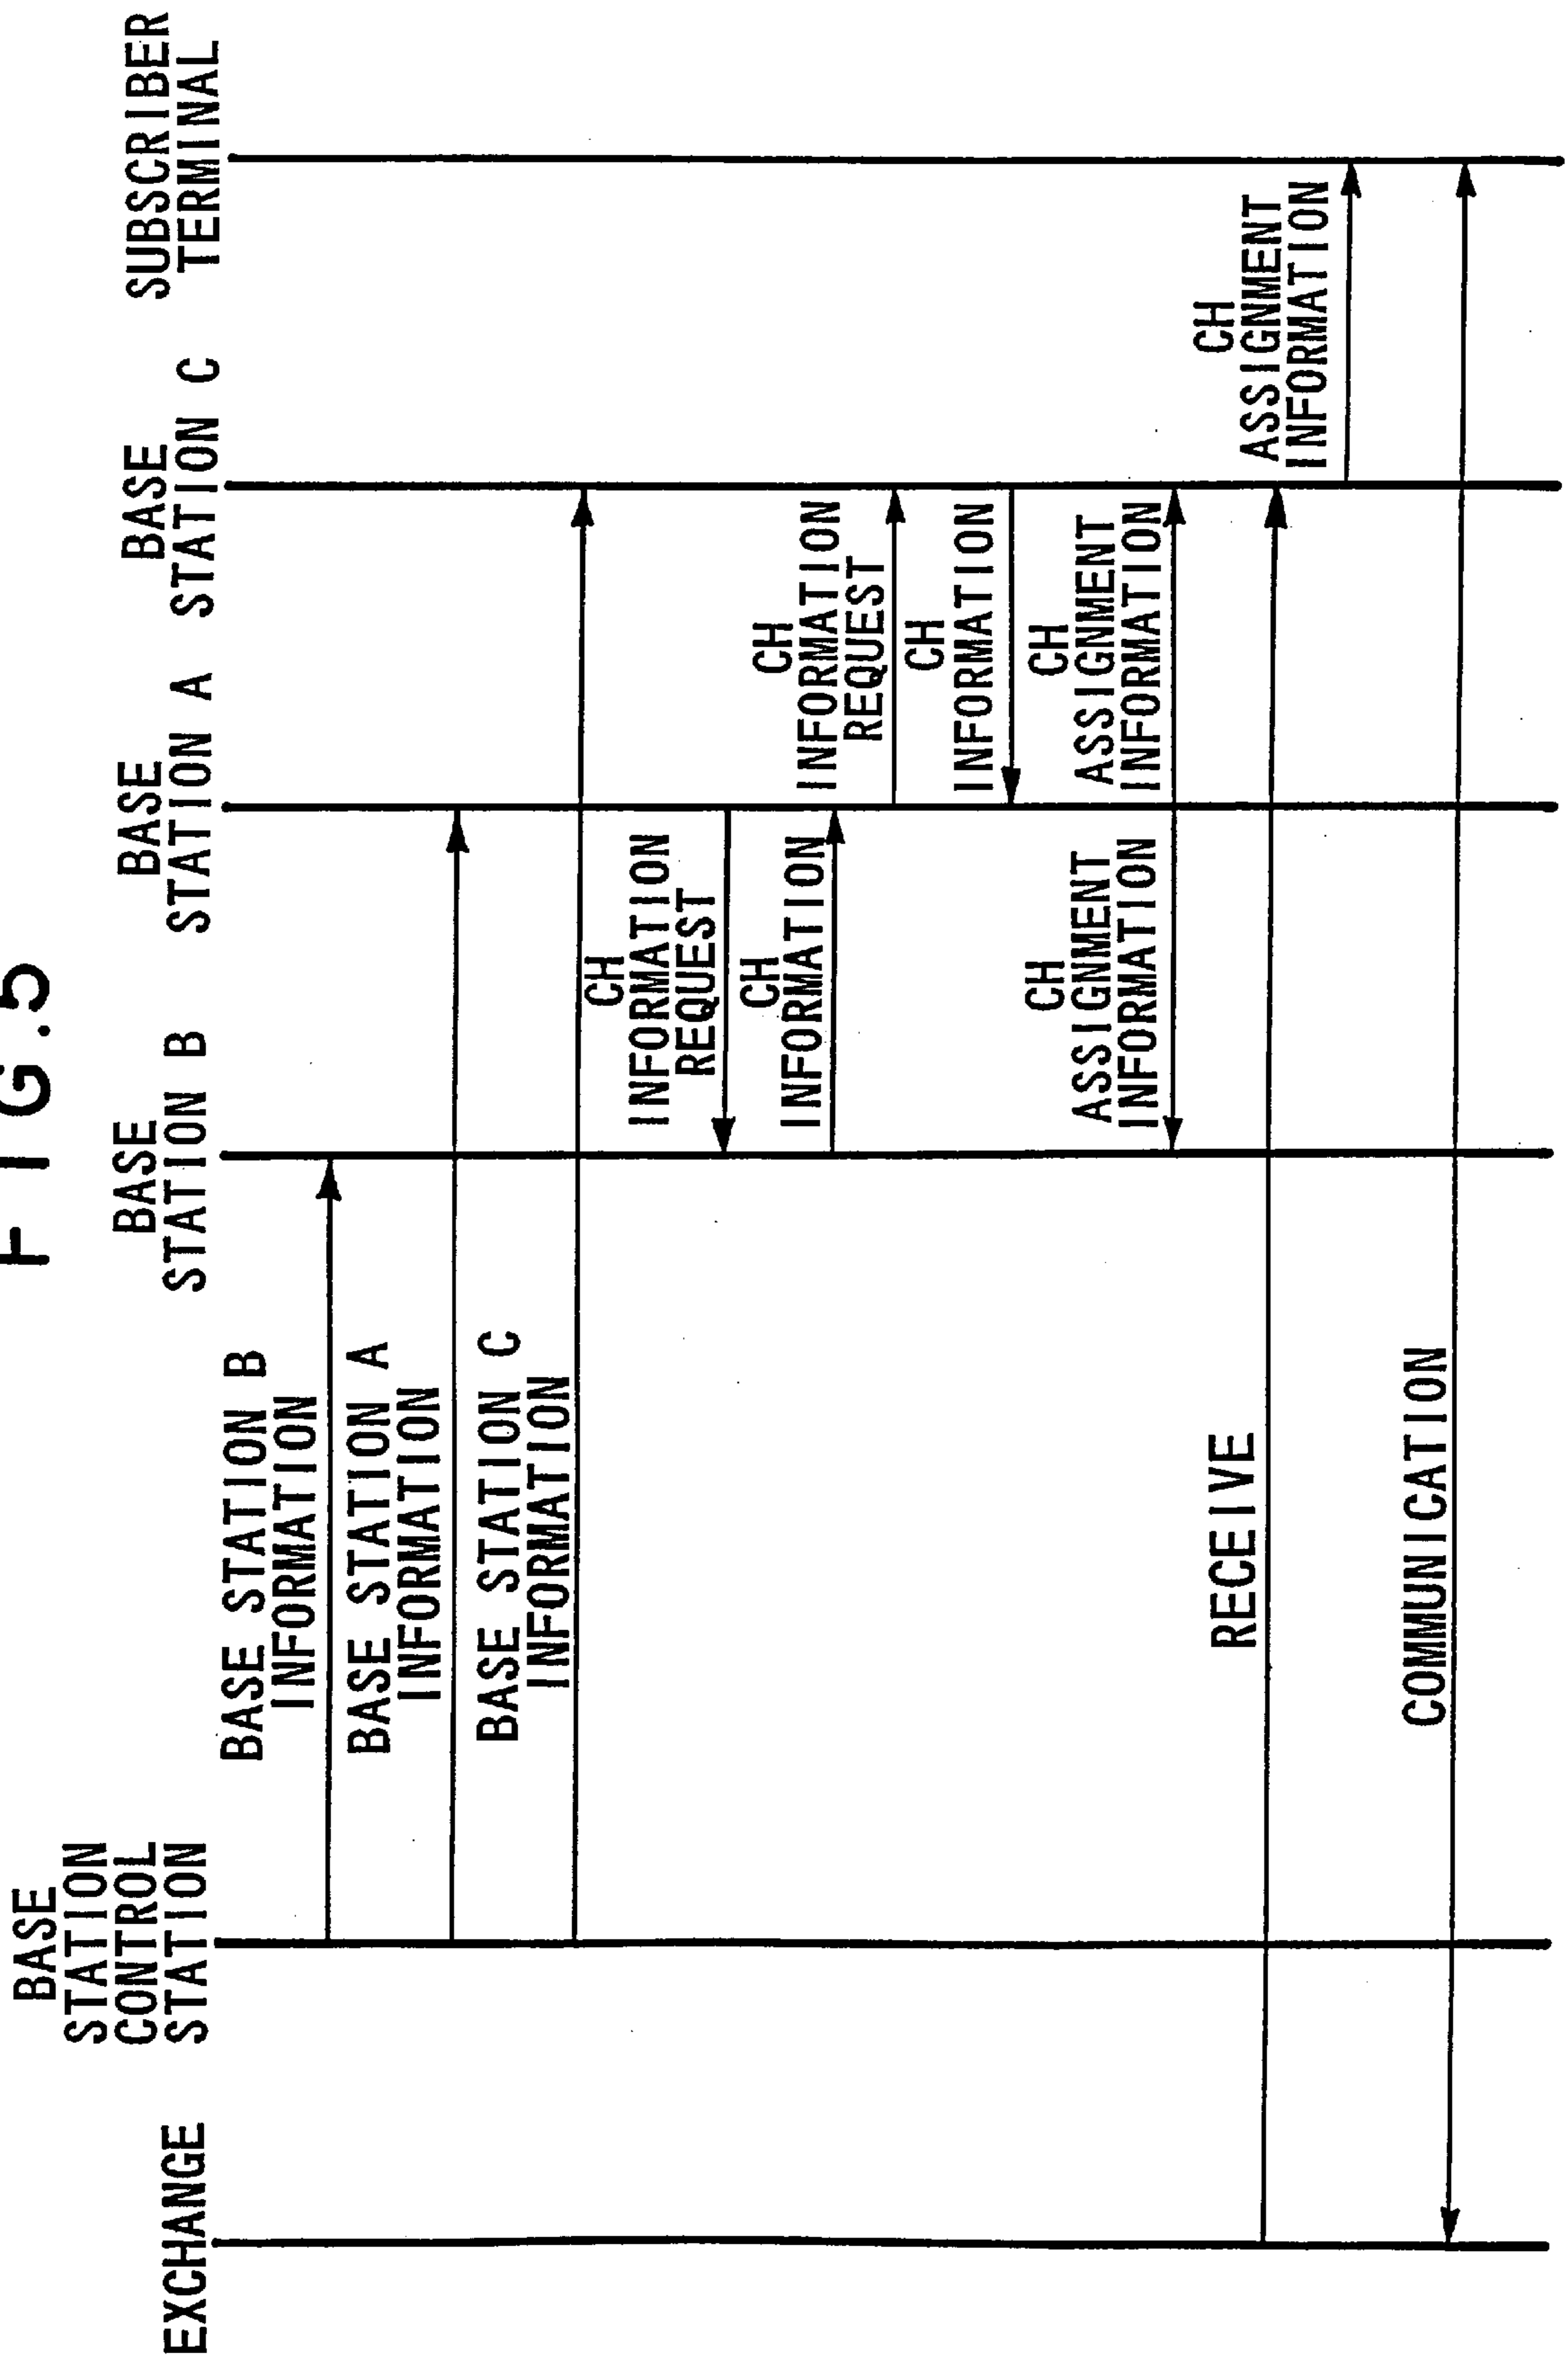 FIG.5
EXCHANGE
BASE
STATION
CONTROL
STATION
BASE
STATION B
BASE
STATION A
BASE
STATION C
SUBSCRIBER
TERMINAL
BASE STATION B
INFORMATION
BASE STATION A
INFORMATION
BASE STATION C
INFORMATION
CH
INFORMATION
REQUEST
CH
INFORMATION
CH
INFORMATION
REQUEST
CH
INFORMATION
CH
ASSIGNMENT
INFORMATION
CH
ASSIGNMENT
INFORMATION
RECEIVE
CH
ASSIGNMENT
INFORMATION
COMMUNICATION